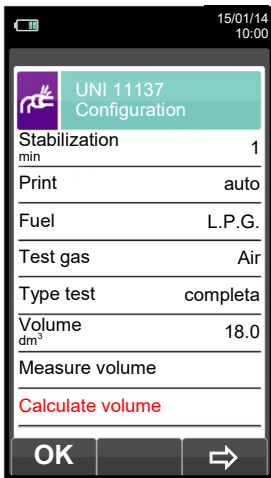 15/01/14
10:00
UNI 11137
Configuration
Stabilization
min
1
Print auto
Fuel L.P.G.
Test gas Air
Type test completa
Volume
dm³
18.0
Measure volume
Calculate volume
OK